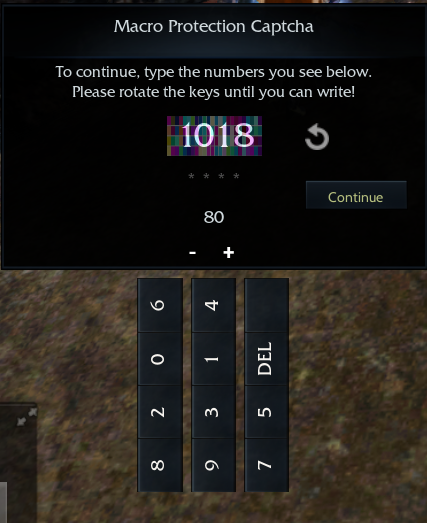 Macro Protection Captcha
To continue, type the numbers you see below.
Please rotate the keys until you can write!
1018
* * * *
Continue
80
- +
8 2 0 6
9 3 1 4
7 5 DEL